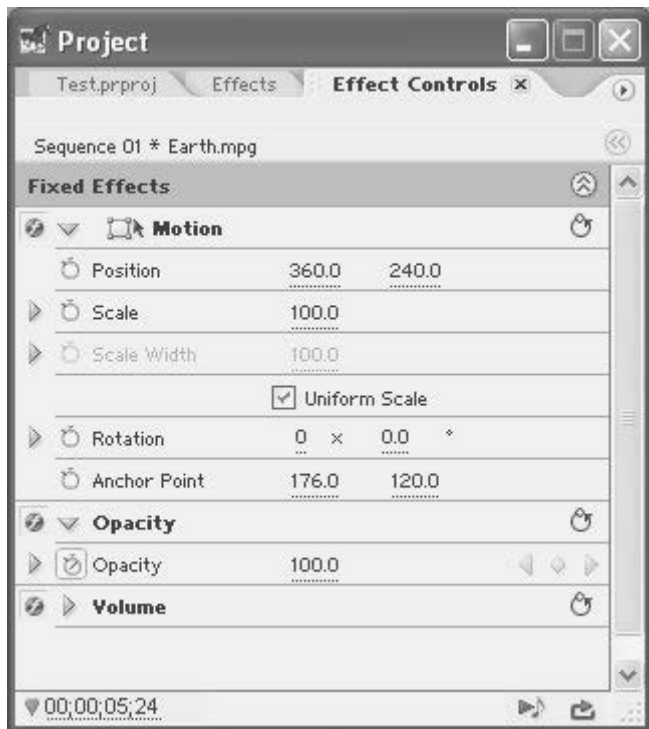 Project
Test.prproj Effects Effect Controls
Sequence 01 * Earth.mpg
Fixed Effects
Motion
Position 360.0 240.0
Scale 100.0
Scale Width 100.0
Uniform Scale
Rotation 0 x 0.0 °
Anchor Point 176.0 120.0
Opacity
Opacity 100.0
Volume
00;00;05;24